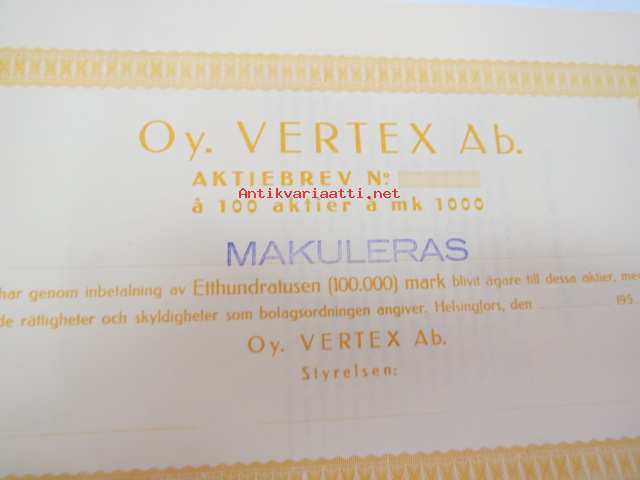 Oy. VERTEX Ab.
AKTIEBREV Nº
Antikvariaatti.net
à 100 aktier à mk 1000
MAKULERAS
har genom inbetalning av Etthundratusen (100.000) mark blivit ägare till dessa aktier, me
de rättigheter och skyldigheter som bolagsordningen angiver. Helsingfors, den 195
Oy. VERTEX Ab.
Styrelsen: